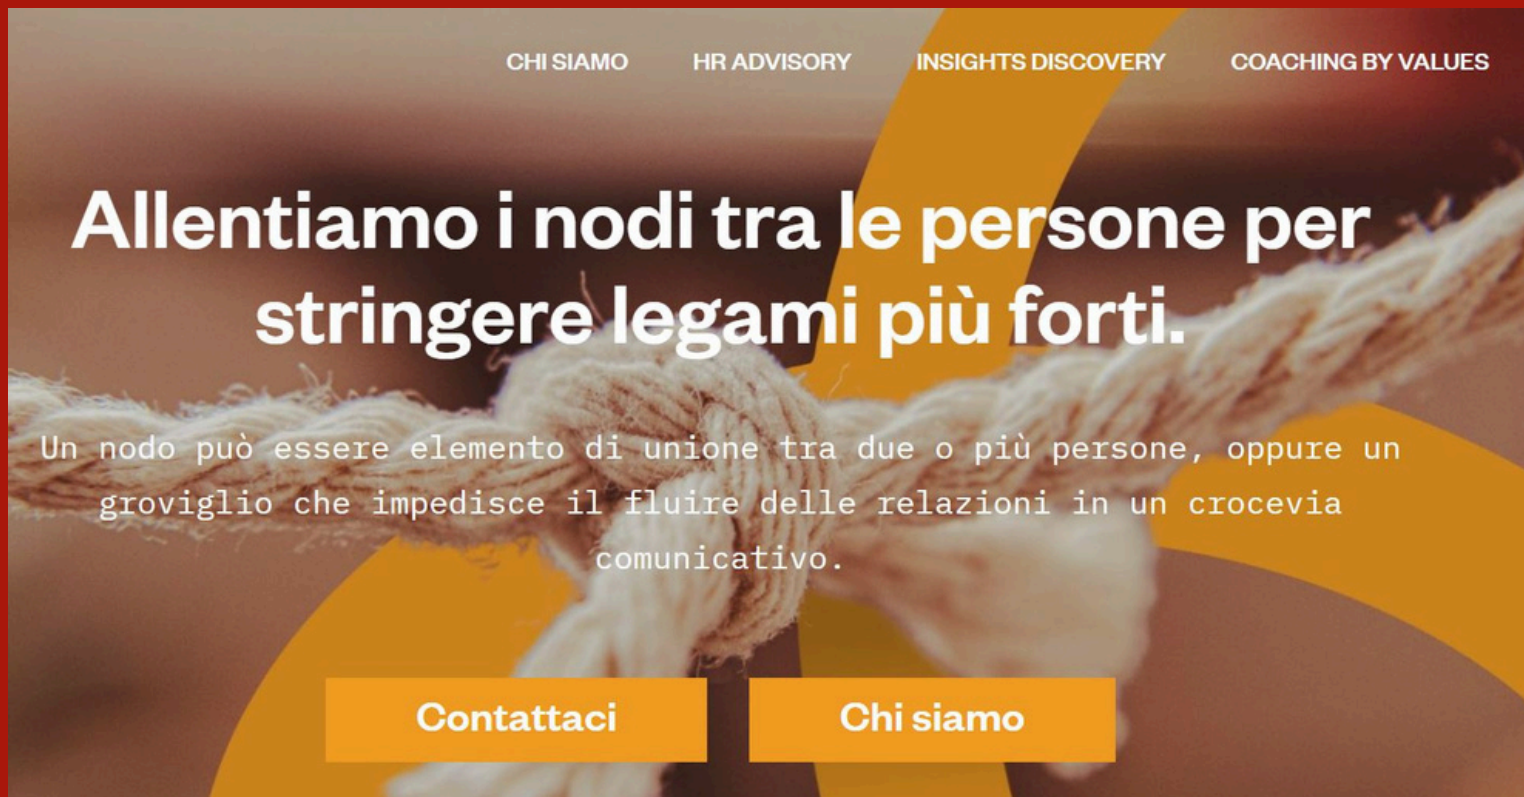 CHI SIAMO HR ADVISORY INSIGHTS DISCOVERY COACHING BY VALUES
Allentiamo i nodi tra le persone per
stringere legami più forti.
Un nodo può essere elemento di unione tra due o più persone, oppure un
groviglio che impedisce il fluire delle relazioni in un crocevia
comunicativo.
Contattaci Chi siamo